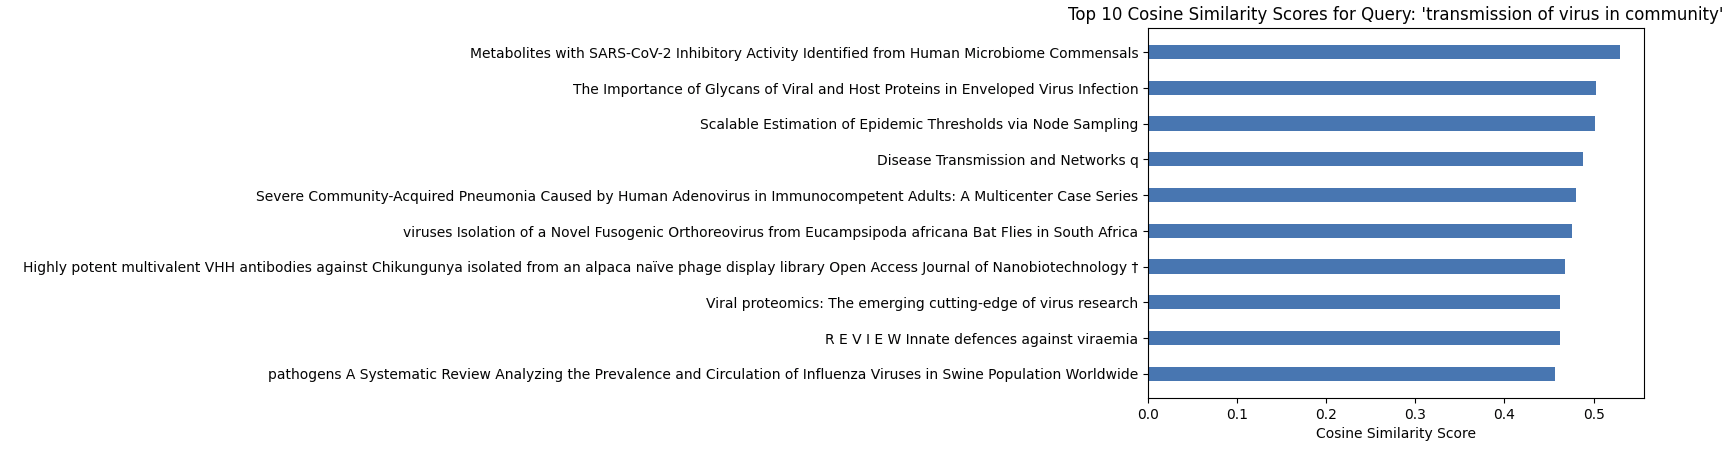 Top 10 Cosine Similarity Scores for Query: 'transmission of virus in community'
Metabolites with SARS-CoV-2 Inhibitory Activity Identified from Human Microbiome Commensals
The Importance of Glycans of Viral and Host Proteins in Enveloped Virus Infection
Scalable Estimation of Epidemic Thresholds via Node Sampling
Disease Transmission and Networks q
Severe Community-Acquired Pneumonia Caused by Human Adenovirus in Immunocompetent Adults: A Multicenter Case Series
viruses Isolation of a Novel Fusogenic Orthoreovirus from Eucampsipoda africana Bat Flies in South Africa
Highly potent multivalent VHH antibodies against Chikungunya isolated from an alpaca naïve phage display library Open Access Journal of Nanobiotechnology †
Viral proteomics: The emerging cutting-edge of virus research
R E V I E W Innate defences against viraemia
pathogens A Systematic Review Analyzing the Prevalence and Circulation of Influenza Viruses in Swine Population Worldwide
0.0 0.1 0.2 0.3 0.4 0.5
Cosine Similarity Score